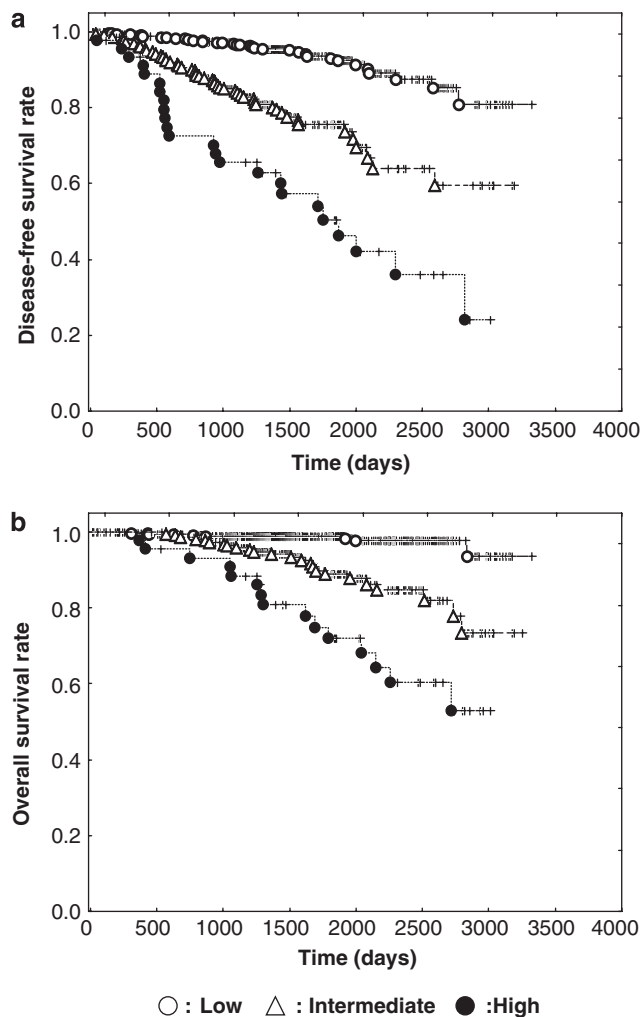 a
1.0
0.8
0.6
0.4
0.2
0.0
Disease-free survival rate
0 500 1000 1500 2000 2500 3000 3500 4000
Time (days)
b
1.0
0.8
0.6
0.4
0.2
0.0
Overall survival rate
0 500 1000 1500 2000 2500 3000 3500 4000
Time (days)
: Low : Intermediate :High